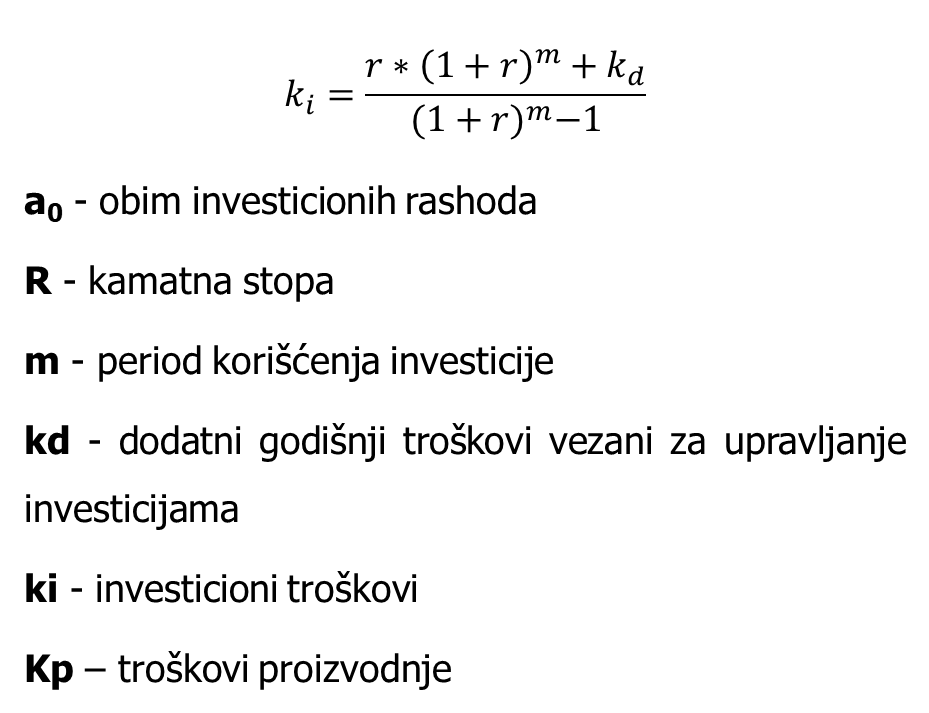 k_i = \frac{r * (1 + r)^m + k_d}{(1 + r)^m − 1}
a₀ - obim investicionih rashoda
R - kamatna stopa
m - period korišćenja investicije
kd - dodatni godišnji troškovi vezani za upravljanje
investicijama
ki - investicioni troškovi
Kp – troškovi proizvodnje